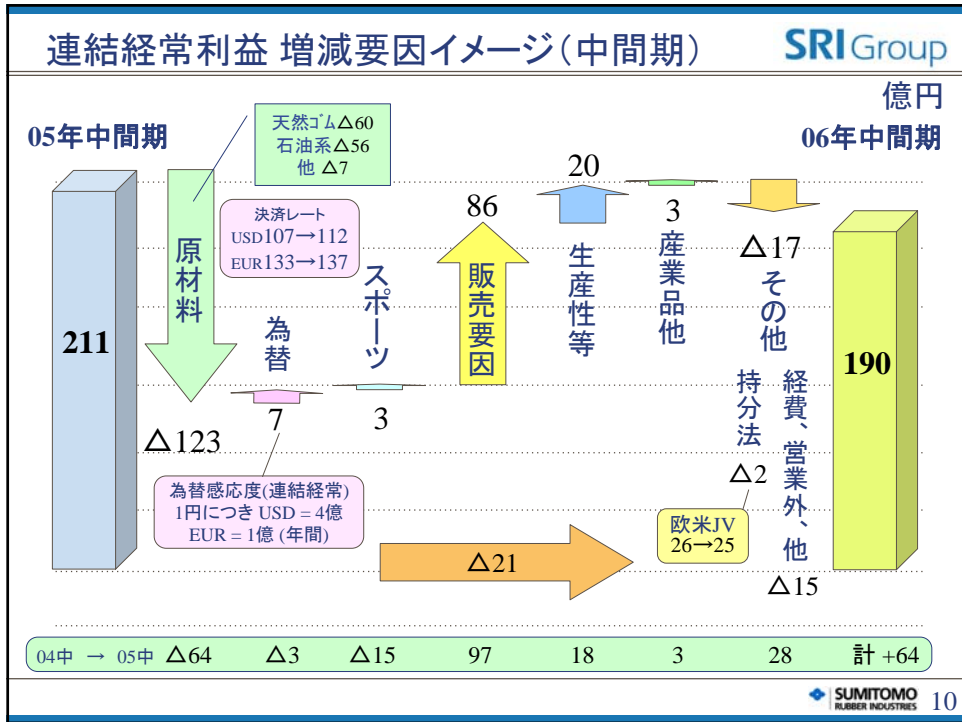 連結経常利益 増減要因イメージ（中間期）
SRI Group
億円
05年中間期
06年中間期
天然ｺﾞﾑ△60
石油系△56
他 △7
決済レート
USD107→112
EUR133→137
211
原材料
△123
為替
7
スポーツ
3
86
販売要因
20
生産性等
3
産業品他
△17
その他
持分法
△2
経費、営業外、他
△15
190
為替感応度(連結経常)
1円につき USD = 4億
EUR = 1億 (年間)
欧米JV
26→25
△21
04中 → 05中 △64 △3 △15 97 18 3 28 計 +64
SUMITOMO
RUBBER INDUSTRIES
10